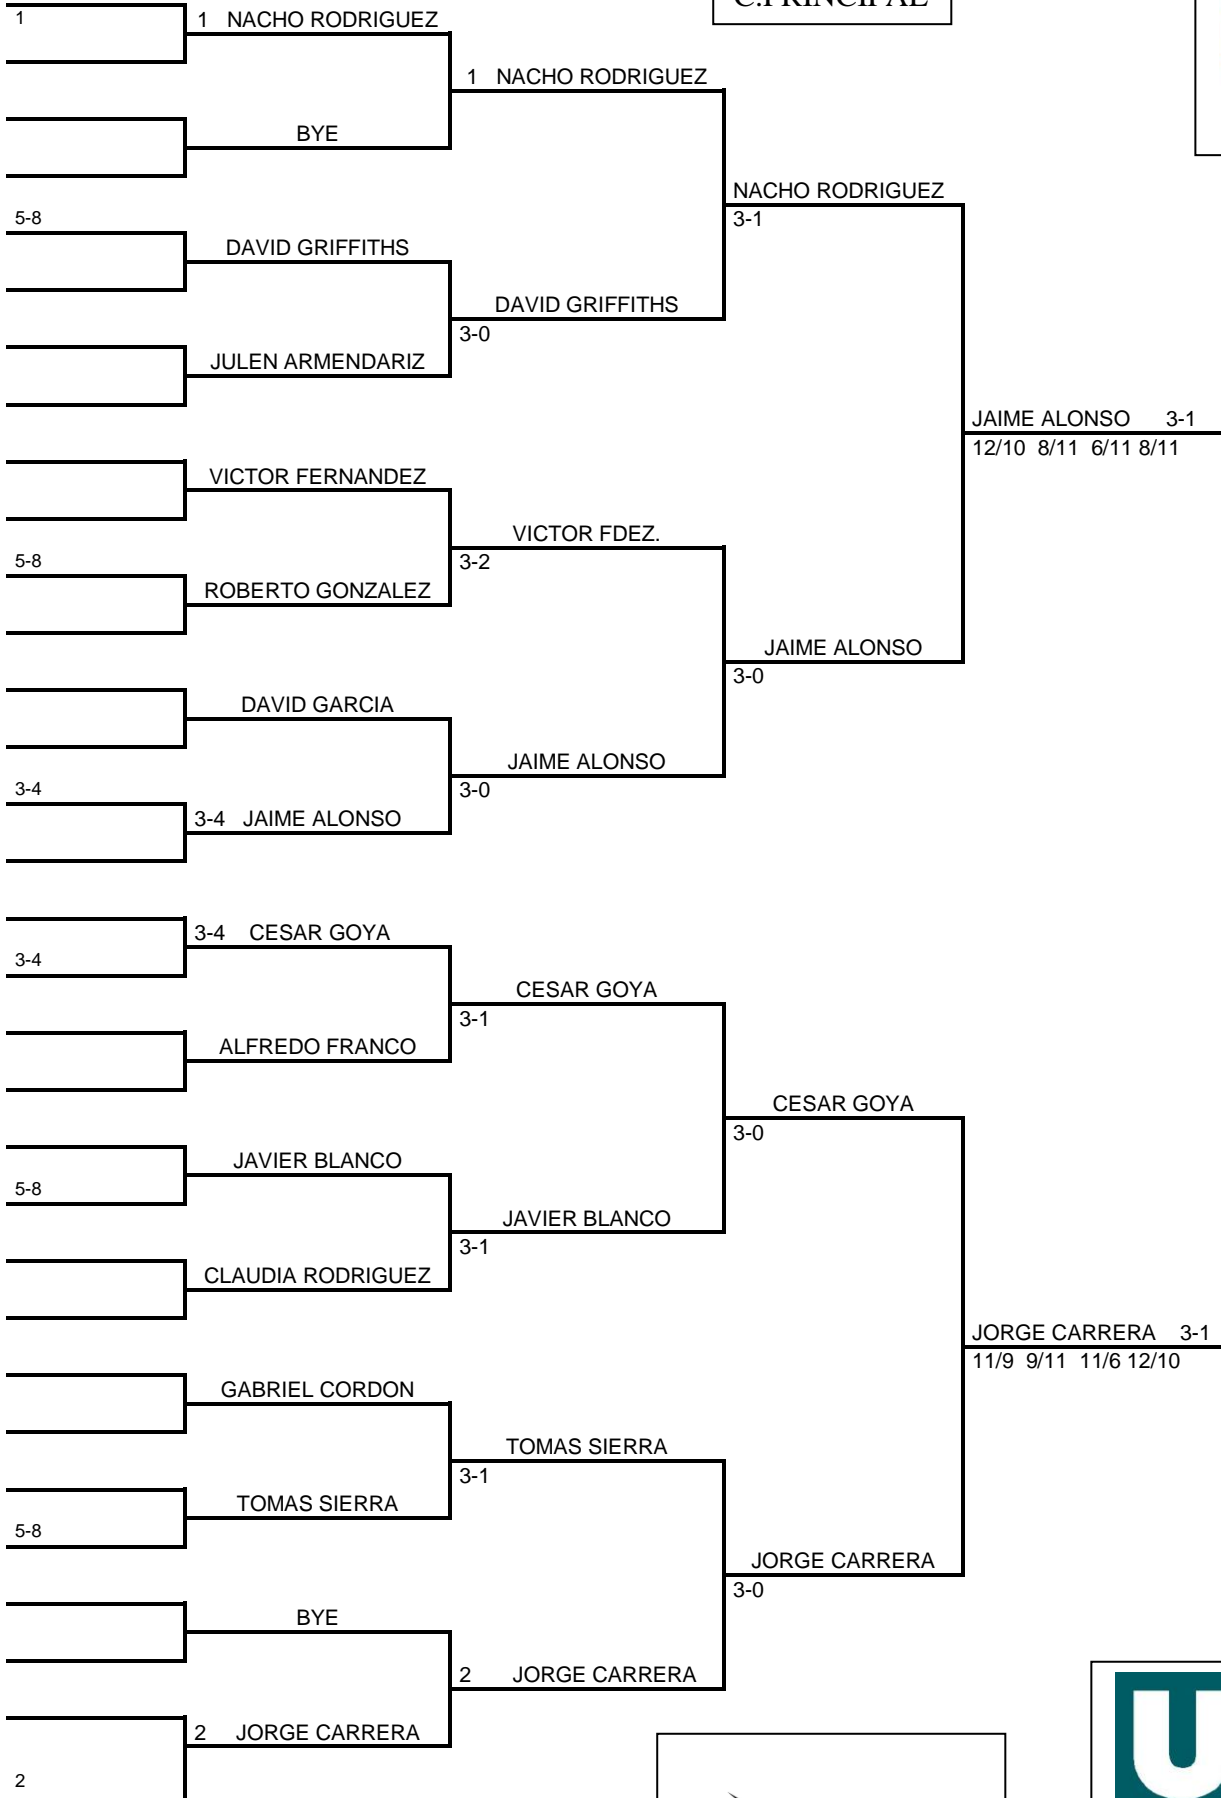 C.PRINCIPAL
1
1 NACHO RODRIGUEZ
1 NACHO RODRIGUEZ
BYE
NACHO RODRIGUEZ
3-1
5-8
DAVID GRIFFITHS
DAVID GRIFFITHS
3-0
JULEN ARMENDARIZ
JAIME ALONSO 3-1
12/10 8/11 6/11 8/11
VICTOR FERNANDEZ
VICTOR FDEZ.
3-2
5-8
ROBERTO GONZALEZ
JAIME ALONSO
3-0
DAVID GARCIA
JAIME ALONSO
3-0
3-4
3-4 JAIME ALONSO
3-4 CESAR GOYA
3-4
CESAR GOYA
3-1
ALFREDO FRANCO
CESAR GOYA
3-0
JAVIER BLANCO
5-8
JAVIER BLANCO
3-1
CLAUDIA RODRIGUEZ
JORGE CARRERA 3-1
11/9 9/11 11/6 12/10
GABRIEL CORDON
TOMAS SIERRA
3-1
TOMAS SIERRA
5-8
JORGE CARRERA
3-0
BYE
2 JORGE CARRERA
2 JORGE CARRERA
2
U